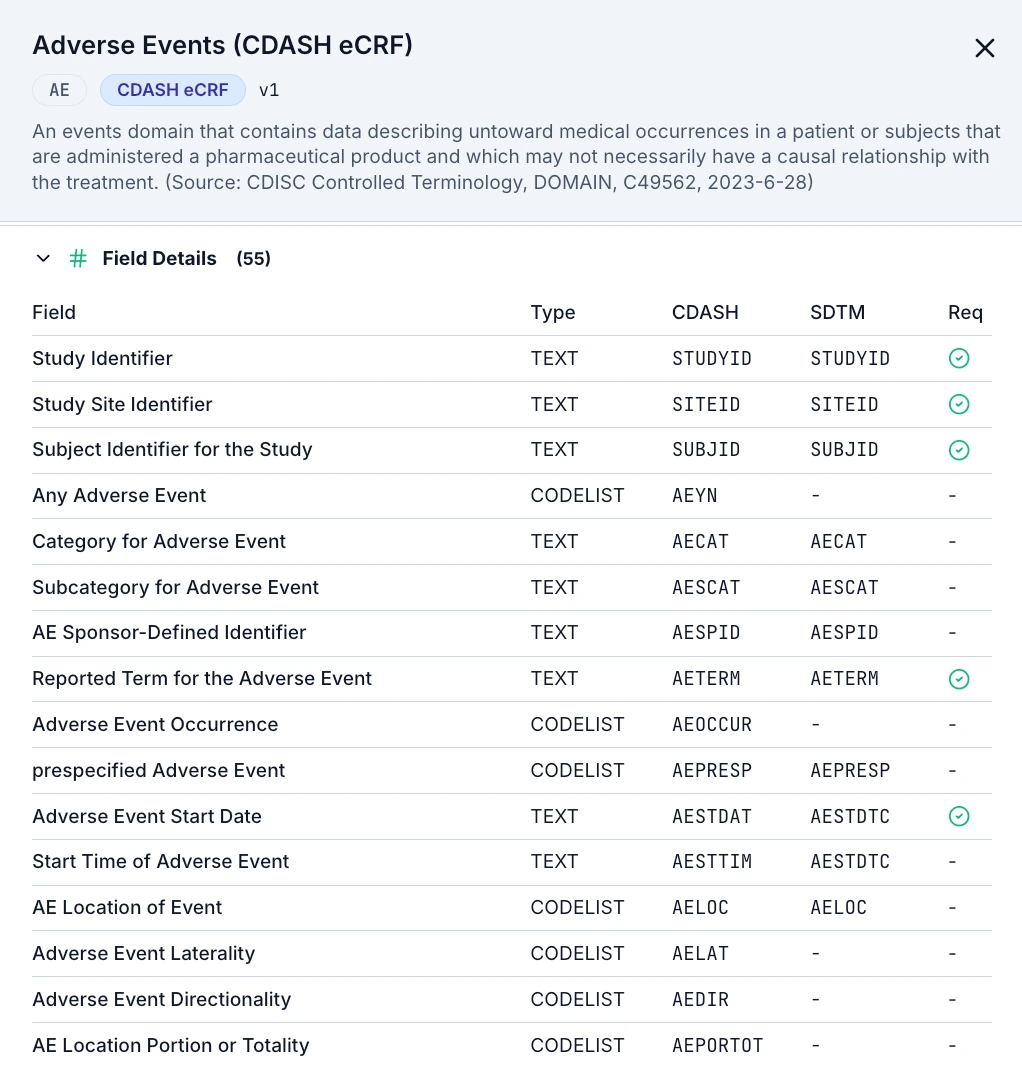 Adverse Events (CDASH eCRF)
AE CDASH eCRF v1
An events domain that contains data describing untoward medical occurrences in a patient or subjects that
are administered a pharmaceutical product and which may not necessarily have a causal relationship with
the treatment. (Source: CDISC Controlled Terminology, DOMAIN, C49562, 2023-6-28)
# Field Details (55)
Field Type CDASH SDTM Req
Study Identifier TEXT STUDYID STUDYID
Study Site Identifier TEXT SITEID SITEID
Subject Identifier for the Study TEXT SUBJID SUBJID
Any Adverse Event CODELIST AEYN - -
Category for Adverse Event TEXT AECAT AECAT -
Subcategory for Adverse Event TEXT AESCAT AESCAT -
AE Sponsor-Defined Identifier TEXT AESPID AESPID -
Reported Term for the Adverse Event TEXT AETERM AETERM
Adverse Event Occurrence CODELIST AEOCCUR - -
prespecified Adverse Event CODELIST AEPRESP AEPRESP -
Adverse Event Start Date TEXT AESTDAT AESTDTC
Start Time of Adverse Event TEXT AESTTIM AESTDTC -
AE Location of Event CODELIST AELOC AELOC -
Adverse Event Laterality CODELIST AELAT - -
Adverse Event Directionality CODELIST AEDIR - -
AE Location Portion or Totality CODELIST AEPORTOT - -